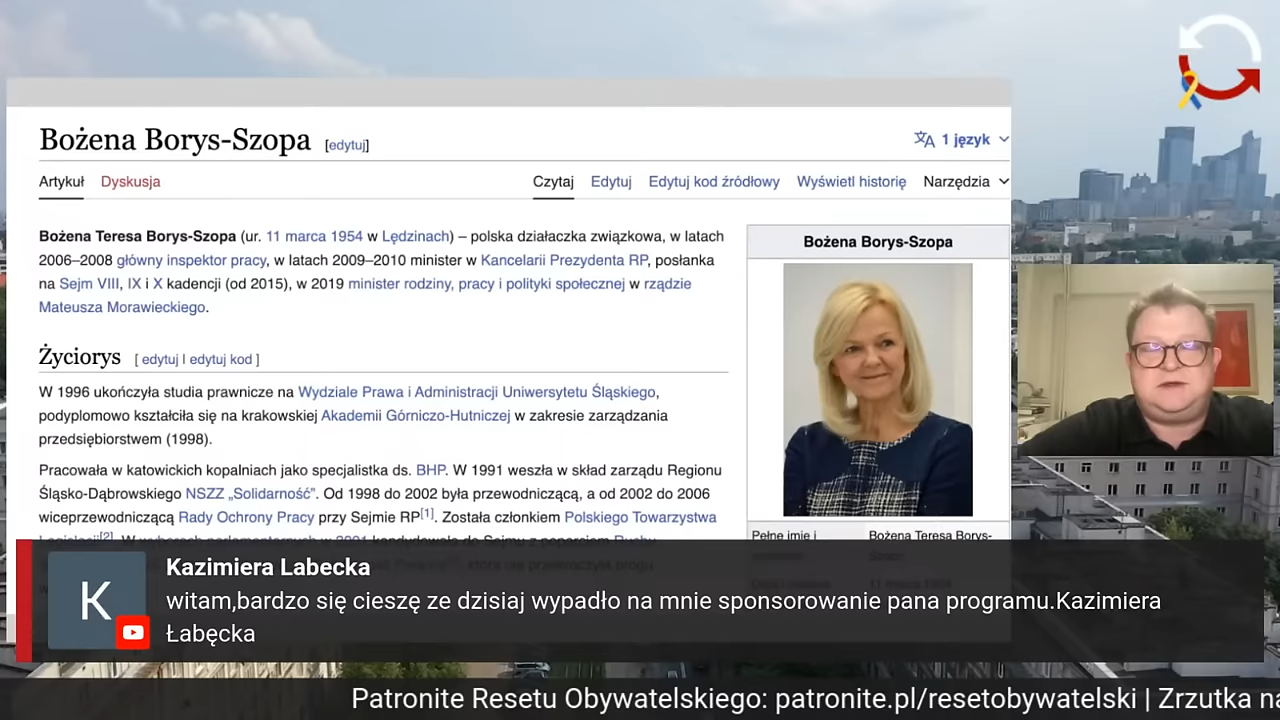 Bożena Borys-Szopa [edytuj]
1 język
Artykuł Dyskusja Czytaj Edytuj Edytuj kod źródłowy Wyświetl historię Narzędzia
Bożena Teresa Borys-Szopa (ur. 11 marca 1954 w Lędzinach) – polska działaczka związkowa, w latach
2006–2008 główny inspektor pracy, w latach 2009–2010 minister w Kancelarii Prezydenta RP, posłanka
na Sejm VIII, IX i X kadencji (od 2015), w 2019 minister rodziny, pracy i polityki społecznej w rządzie
Mateusza Morawieckiego.
Życiorys [ edytuj | edytuj kod ]
W 1996 ukończyła studia prawnicze na Wydziale Prawa i Administracji Uniwersytetu Śląskiego,
podyplomowo kształciła się na krakowskiej Akademii Górniczo-Hutniczej w zakresie zarządzania
przedsiębiorstwem (1998).
Pracowała w katowickich kopalniach jako specjalistka ds. BHP. W 1991 weszła w skład zarządu Regionu
Śląsko-Dąbrowskiego NSZZ „Solidarność”. Od 1998 do 2002 była przewodniczącą, a od 2002 do 2006
wiceprzewodniczącą Rady Ochrony Pracy przy Sejmie RP[1]. Została członkiem Polskiego Towarzystwa
Bożena Borys-Szopa
Pełne imię i
Bożena Teresa Borys-
K
Kazimiera Labecka
witam,bardzo się cieszę ze dzisiaj wypadło na mnie sponsorowanie pana programu.Kazimiera
Łabęcka
Patronite Resetu Obywatelskiego: patronite.pl/resetobywatelski | Zrzutka na